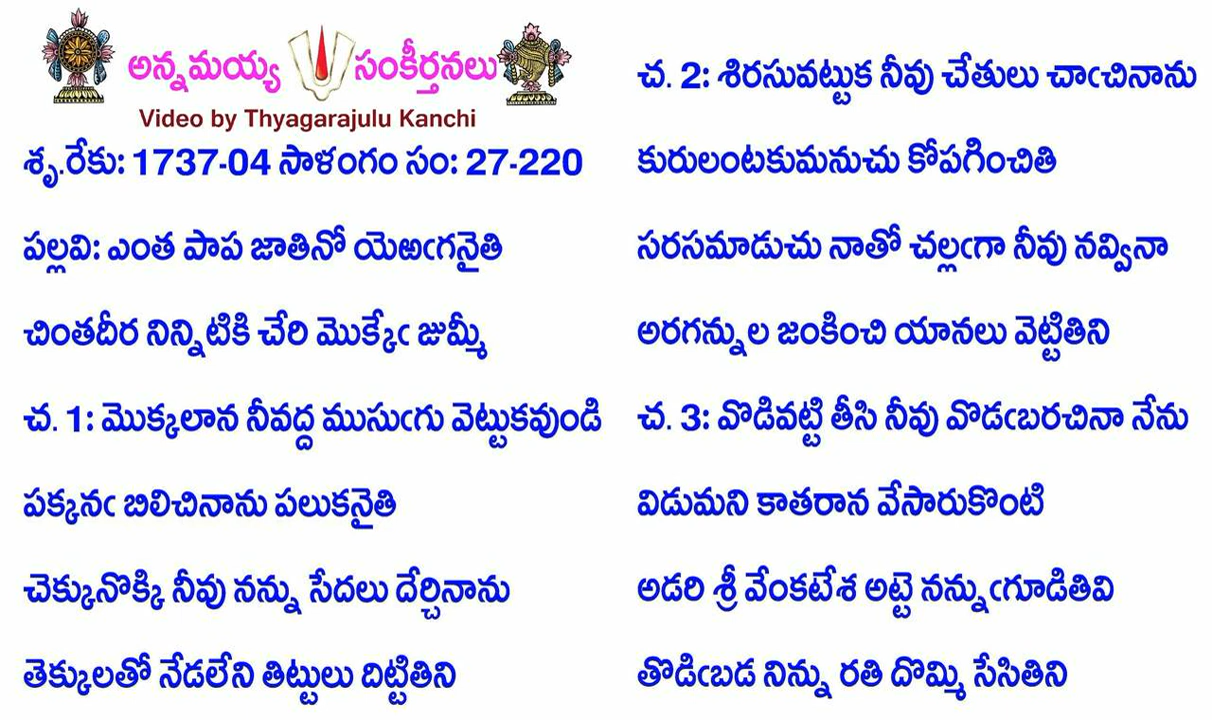 అన్నమయ్య సంకీర్తనలు
Video by Thyagarajulu Kanchi
శృ.రేకు: 1737-04 సాళంగం సం: 27-220
పల్లవి: ఎంత పాప జాతినో యెఱఁగనైతి
చింతదీర నిన్నిటికి చేరి మొక్కేఁ జుమ్మీ
చ. 1: మొక్కలాన నీవద్ద ముసుఁగు వెట్టుకవుండి
పక్కనఁ బిలిచినాను పలుకనైతి
చెక్కునొక్కి నీవు నన్ను సేదలు దేర్చినాను
తెక్కులతో నేడలేని తిట్టులు దిట్టితిని
చ. 2: శిరసువట్టుక నీవు చేతులు చాఁచినాను
కురులంటకుమనుచు కోపగించితి
సరసమాడుచు నాతో చల్లఁగా నీవు నవ్వినా
అరగన్నుల జంకించి యానలు వెట్టితిని
చ. 3: వొడివట్టి తీసి నీవు వొడఁబరచినా నేను
విడుమని కాతరాన వేసారుకొంటి
అడరి శ్రీ వేంకటేశ అట్టె నన్నుఁగూడితివి
తొడిఁబడ నిన్ను రతి దొమ్మి సేసితిని